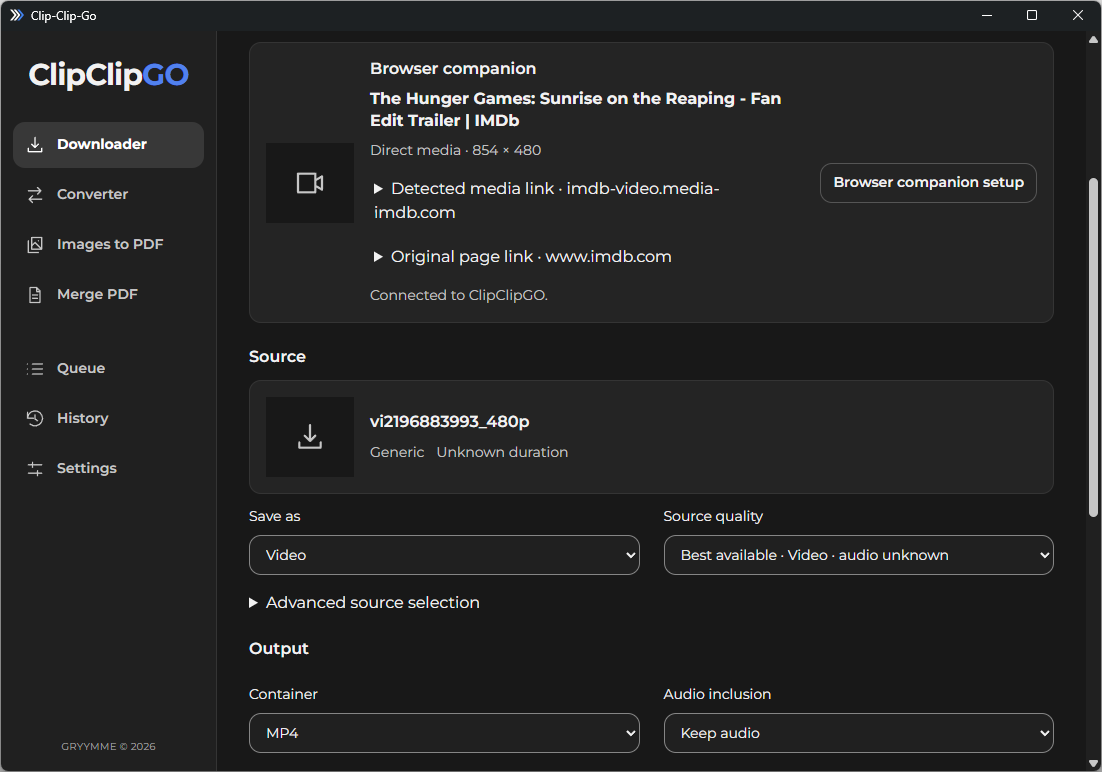 Clip-Clip-Go
ClipClipGO
Downloader
Converter
Images to PDF
Merge PDF
Queue
History
Settings
GRYYMME © 2026
Browser companion
The Hunger Games: Sunrise on the Reaping - Fan
Edit Trailer | IMDb
Direct media · 854 × 480
Detected media link · imdb-video.media-
imdb.com
Original page link · www.imdb.com
Connected to ClipClipGO.
Browser companion setup
Source
vi2196883993_480p
Generic Unknown duration
Save as
Video
Source quality
Best available · Video · audio unknown
Advanced source selection
Output
Container
MP4
Audio inclusion
Keep audio